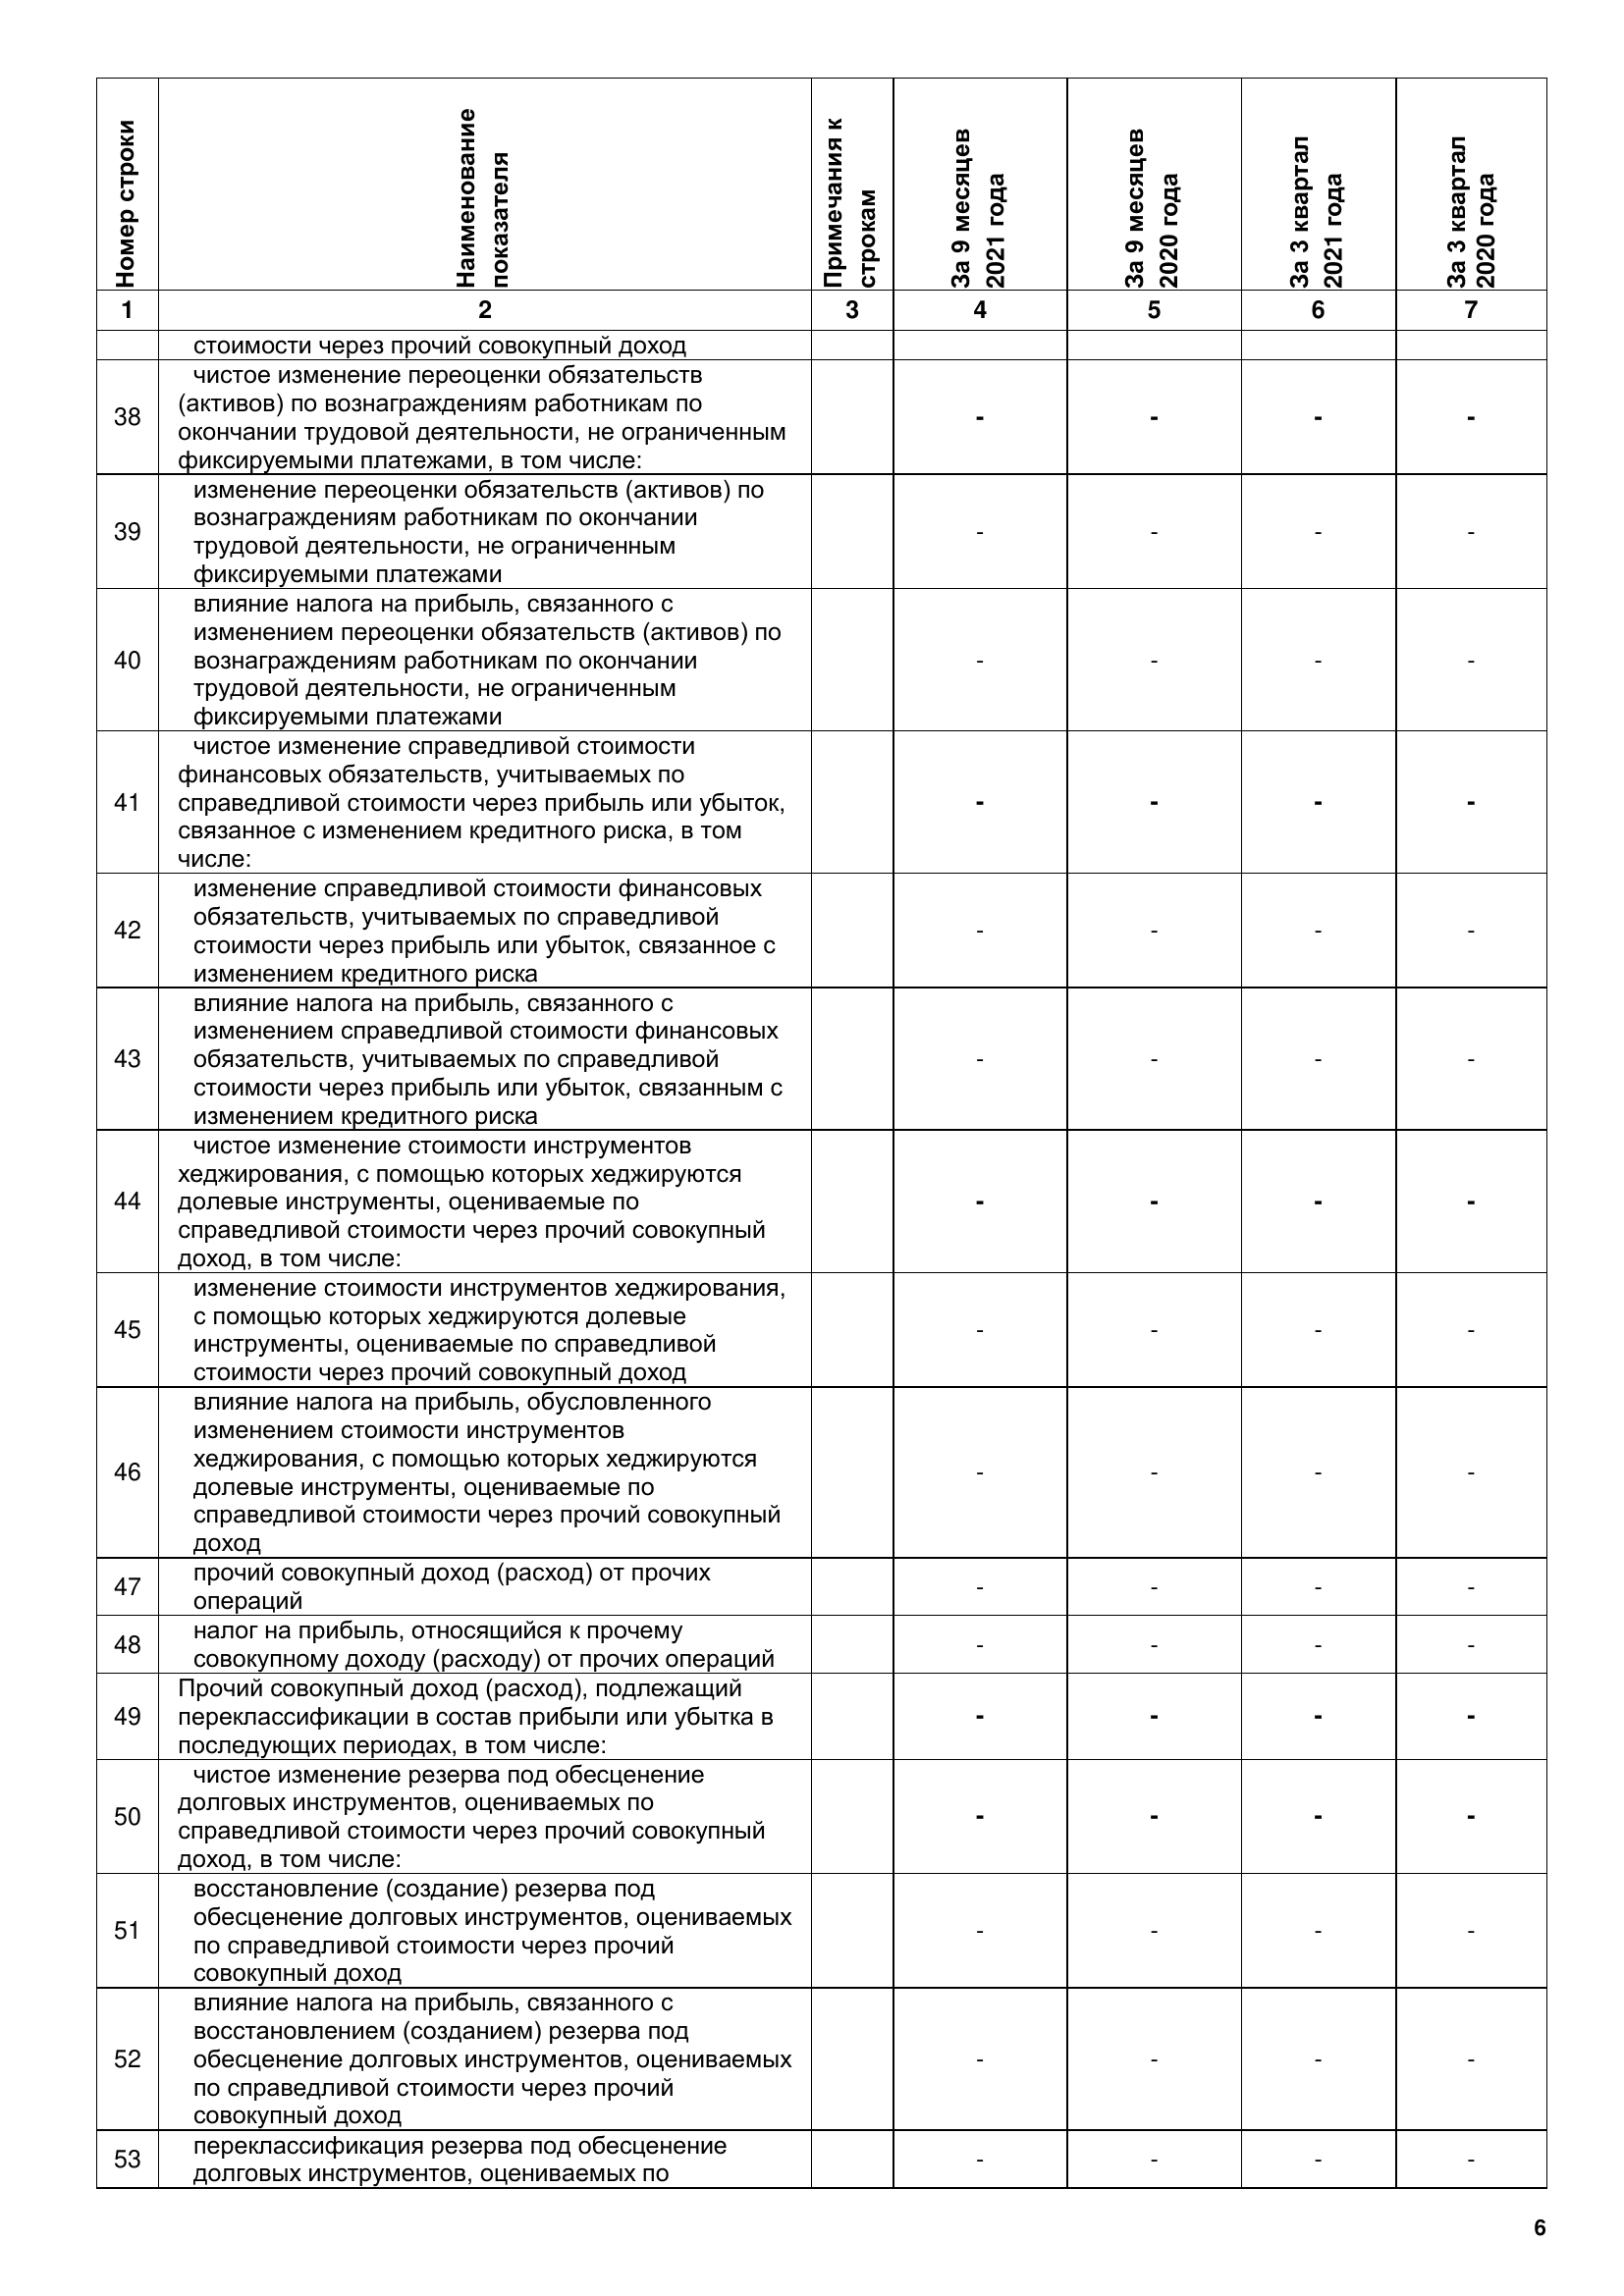 Номер строки
Наименование
показателя
Примечания к
строкам
За 9 месяцев
2021 года
За 9 месяцев
2020 года
За 3 квартал
2021 года
За 3 квартал
2020 года
1 2 3 4 5 6 7
стоимости через прочий совокупный доход
чистое изменение переоценки обязательств
(активов) по вознаграждениям работникам по
38 - - - -
окончании трудовой деятельности, не ограниченным
фиксируемыми платежами, в том числе:
изменение переоценки обязательств (активов) по
вознаграждениям работникам по окончании
39 - - - -
трудовой деятельности, не ограниченным
фиксируемыми платежами
влияние налога на прибыль, связанного с
изменением переоценки обязательств (активов) по
40 вознаграждениям работникам по окончании - - - -
трудовой деятельности, не ограниченным
фиксируемыми платежами
чистое изменение справедливой стоимости
финансовых обязательств, учитываемых по
41 справедливой стоимости через прибыль или убыток, - - - -
связанное с изменением кредитного риска, в том
числе:
изменение справедливой стоимости финансовых
обязательств, учитываемых по справедливой
42 - - - -
стоимости через прибыль или убыток, связанное с
изменением кредитного риска
влияние налога на прибыль, связанного с
изменением справедливой стоимости финансовых
43 обязательств, учитываемых по справедливой - - - -
стоимости через прибыль или убыток, связанным с
изменением кредитного риска
чистое изменение стоимости инструментов
хеджирования, с помощью которых хеджируются
44 долевые инструменты, оцениваемые по - - - -
справедливой стоимости через прочий совокупный
доход, в том числе:
изменение стоимости инструментов хеджирования,
с помощью которых хеджируются долевые
45 - - - -
инструменты, оцениваемые по справедливой
стоимости через прочий совокупный доход
влияние налога на прибыль, обусловленного
изменением стоимости инструментов
хеджирования, с помощью которых хеджируются
46 - - - -
долевые инструменты, оцениваемые по
справедливой стоимости через прочий совокупный
доход
прочий совокупный доход (расход) от прочих
47 - - - -
операций
налог на прибыль, относящийся к прочему
48 - - - -
совокупному доходу (расходу) от прочих операций
Прочий совокупный доход (расход), подлежащий
49 переклассификации в состав прибыли или убытка в - - - -
последующих периодах, в том числе:
чистое изменение резерва под обесценение
долговых инструментов, оцениваемых по
50 - - - -
справедливой стоимости через прочий совокупный
доход, в том числе:
восстановление (создание) резерва под
обесценение долговых инструментов, оцениваемых
51 - - - -
по справедливой стоимости через прочий
совокупный доход
влияние налога на прибыль, связанного с
восстановлением (созданием) резерва под
52 обесценение долговых инструментов, оцениваемых - - - -
по справедливой стоимости через прочий
совокупный доход
переклассификация резерва под обесценение
53 - - - -
долговых инструментов, оцениваемых по
6